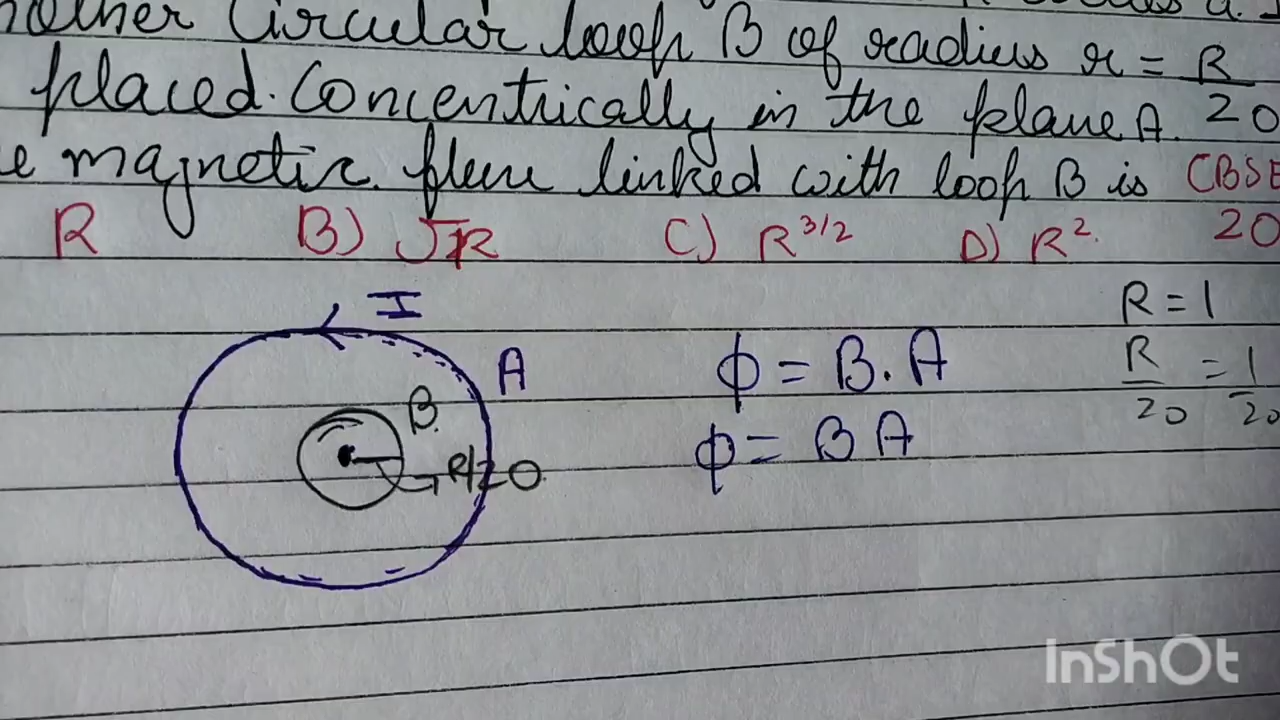 nother Circular loop B of radius r = R/20
placed. Concentrically in the plane A.
e magnetic flux linked with loop B is CBSE
R B) √R C) R^3/2 D) R^2. 20
I
A
B.
R/20
ϕ = B. A
ϕ = BA
R = 1
R/20 = 1/20
InShOt